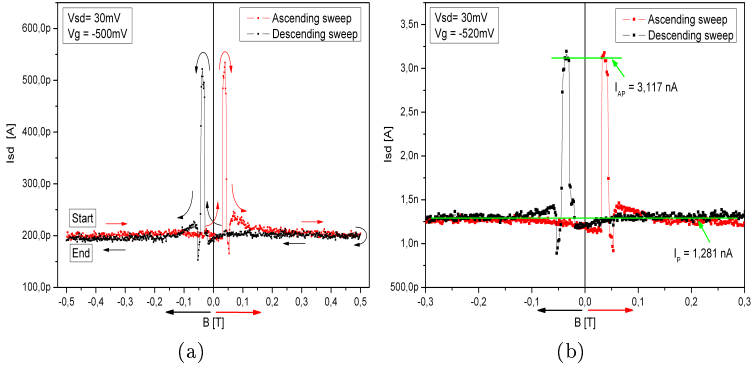 Vsd= 30mV
Vg = -500mV
Ascending sweep
Descending sweep
600,0p
500,0p
400,0p
300,0p
200,0p
100,0p
Isd [A]
Start
End
-0,5 -0,4 -0,3 -0,2 -0,1 0,0 0,1 0,2 0,3 0,4 0,5
B [T]
(a)
Vsd= 30mV
Vg = -520mV
Ascending sweep
Descending sweep
3,5n
3,0n
2,5n
2,0n
1,5n
1,0n
500,0p
Isd [A]
I_AP = 3,117 nA
I_P = 1,281 nA
-0,3 -0,2 -0,1 0,0 0,1 0,2 0,3
B [T]
(b)